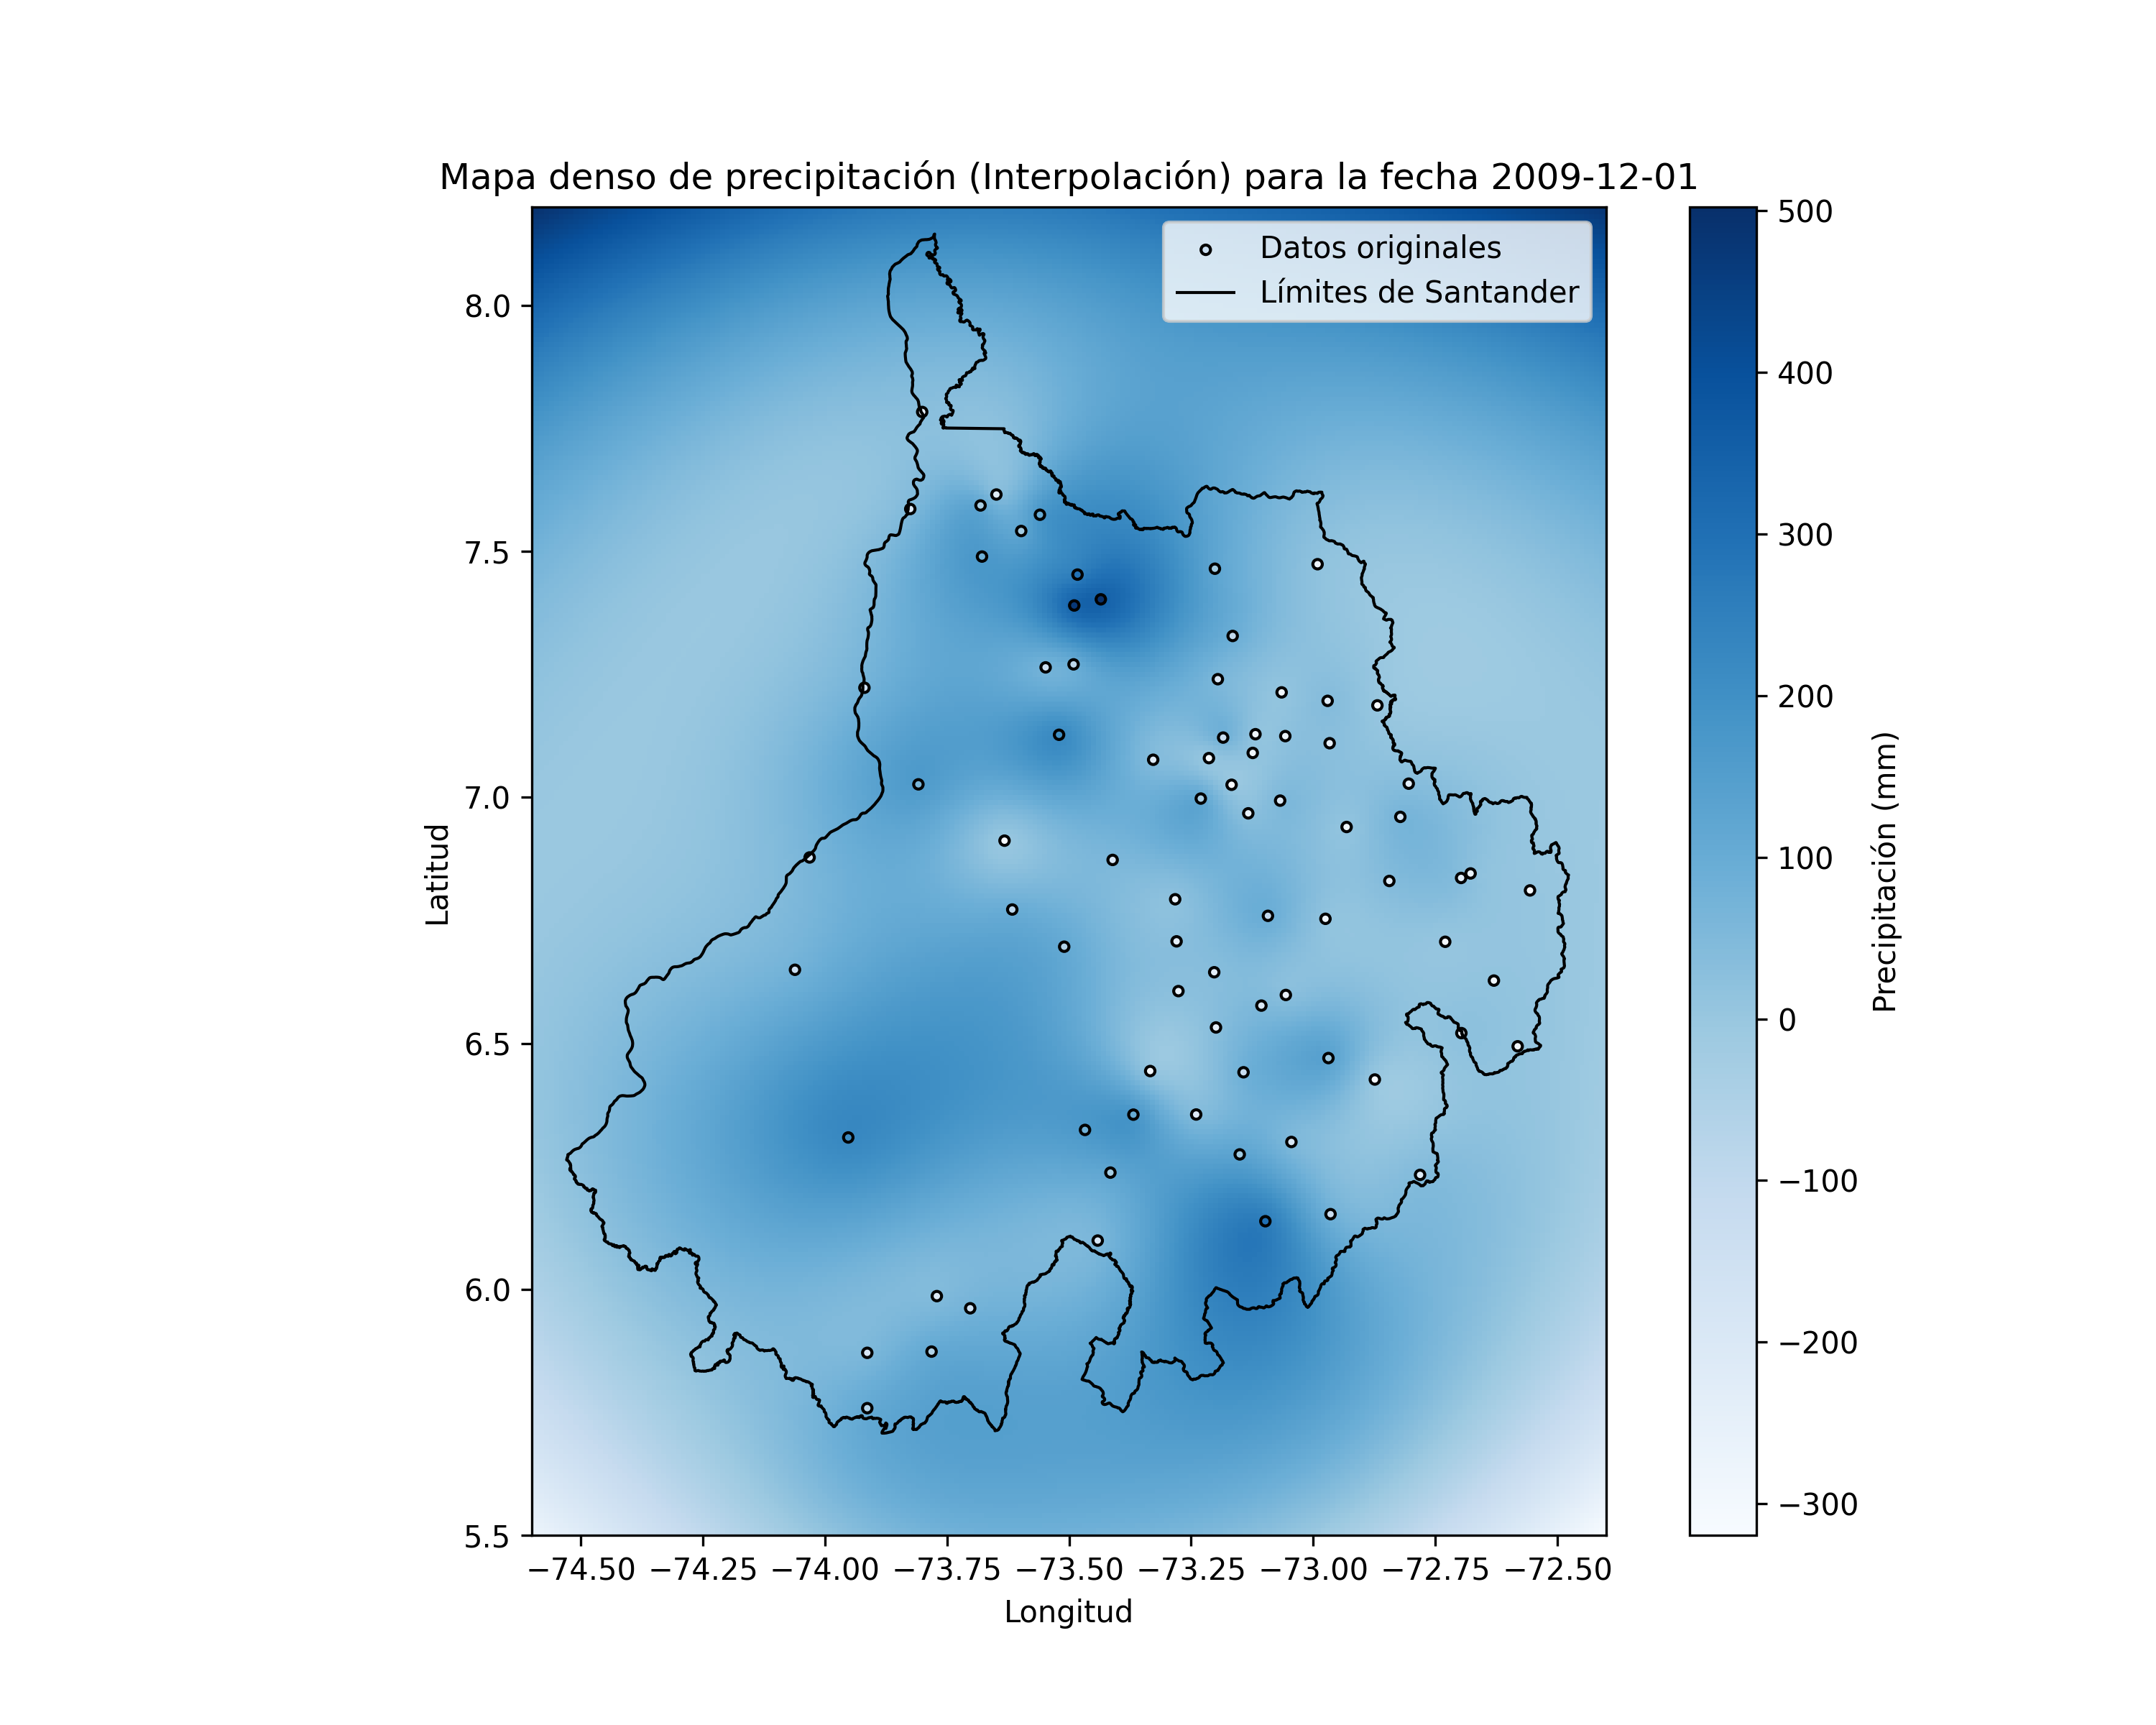 Mapa denso de precipitación (Interpolación) para la fecha 2009-12-01
Datos originales
Límites de Santander
8.0
7.5
7.0
6.5
6.0
5.5
Latitud
−74.50 −74.25 −74.00 −73.75 −73.50 −73.25 −73.00 −72.75 −72.50
Longitud
500
400
300
200
100
0
−100
−200
−300
Precipitación (mm)